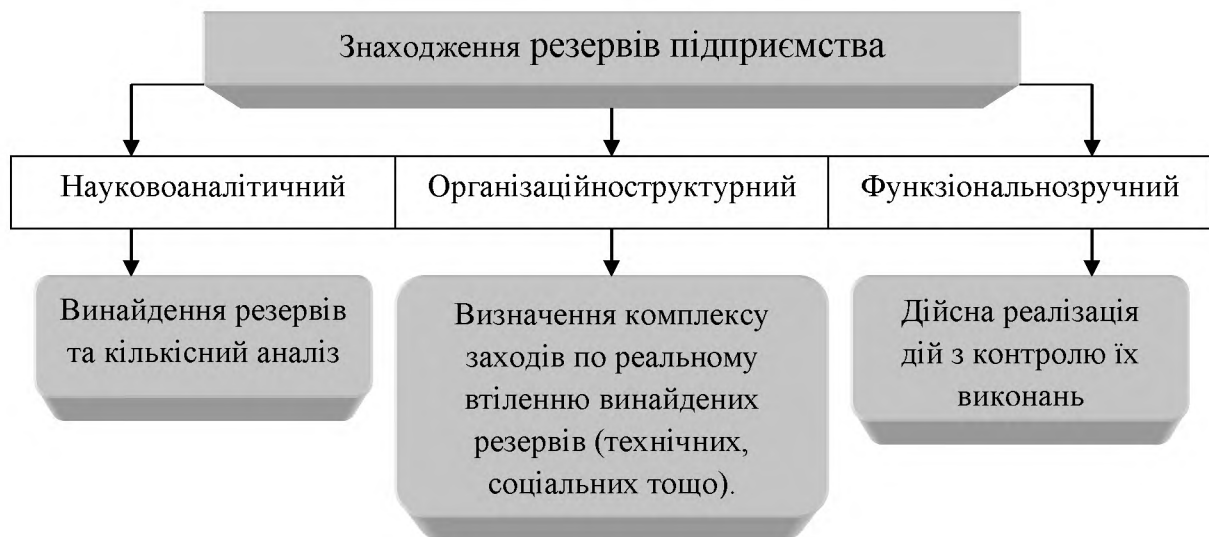 Знаходження резервів підприємства
Науковоаналітичний
Організаційноструктурний
Функзіональнозручний
Винайдення резервів
та кількісний аналіз
Визначення комплексу
заходів по реальному
втіленню винайдених
резервів (технічних,
соціальних тощо).
Дійсна реалізація
дій з контролю їх
виконань